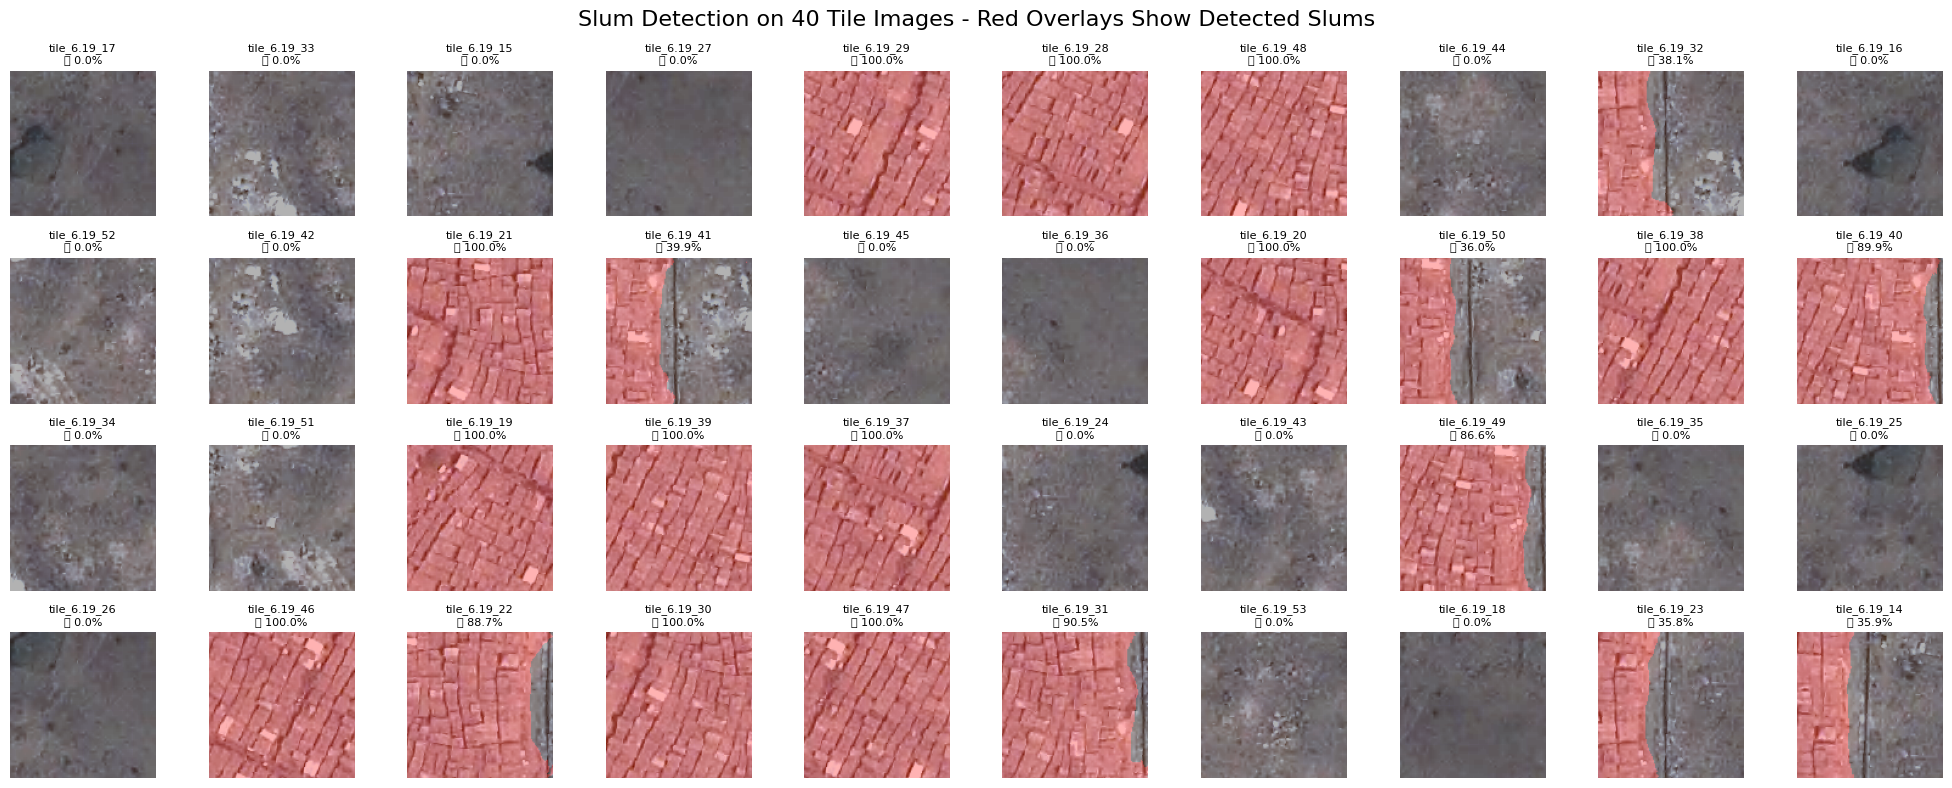 Slum Detection on 40 Tile Images - Red Overlays Show Detected Slums
tile_6.19_17
▯ 0.0%
tile_6.19_33
▯ 0.0%
tile_6.19_15
▯ 0.0%
tile_6.19_27
▯ 0.0%
tile_6.19_29
▯ 100.0%
tile_6.19_28
▯ 100.0%
tile_6.19_48
▯ 100.0%
tile_6.19_44
▯ 0.0%
tile_6.19_32
▯ 38.1%
tile_6.19_16
▯ 0.0%
tile_6.19_52
▯ 0.0%
tile_6.19_42
▯ 0.0%
tile_6.19_21
▯ 100.0%
tile_6.19_41
▯ 39.9%
tile_6.19_45
▯ 0.0%
tile_6.19_36
▯ 0.0%
tile_6.19_20
▯ 100.0%
tile_6.19_50
▯ 36.0%
tile_6.19_38
▯ 100.0%
tile_6.19_40
▯ 89.9%
tile_6.19_34
▯ 0.0%
tile_6.19_51
▯ 0.0%
tile_6.19_19
▯ 100.0%
tile_6.19_39
▯ 100.0%
tile_6.19_37
▯ 100.0%
tile_6.19_24
▯ 0.0%
tile_6.19_43
▯ 0.0%
tile_6.19_49
▯ 86.6%
tile_6.19_35
▯ 0.0%
tile_6.19_25
▯ 0.0%
tile_6.19_26
▯ 0.0%
tile_6.19_46
▯ 100.0%
tile_6.19_22
▯ 88.7%
tile_6.19_30
▯ 100.0%
tile_6.19_47
▯ 100.0%
tile_6.19_31
▯ 90.5%
tile_6.19_53
▯ 0.0%
tile_6.19_18
▯ 0.0%
tile_6.19_23
▯ 35.8%
tile_6.19_14
▯ 35.9%